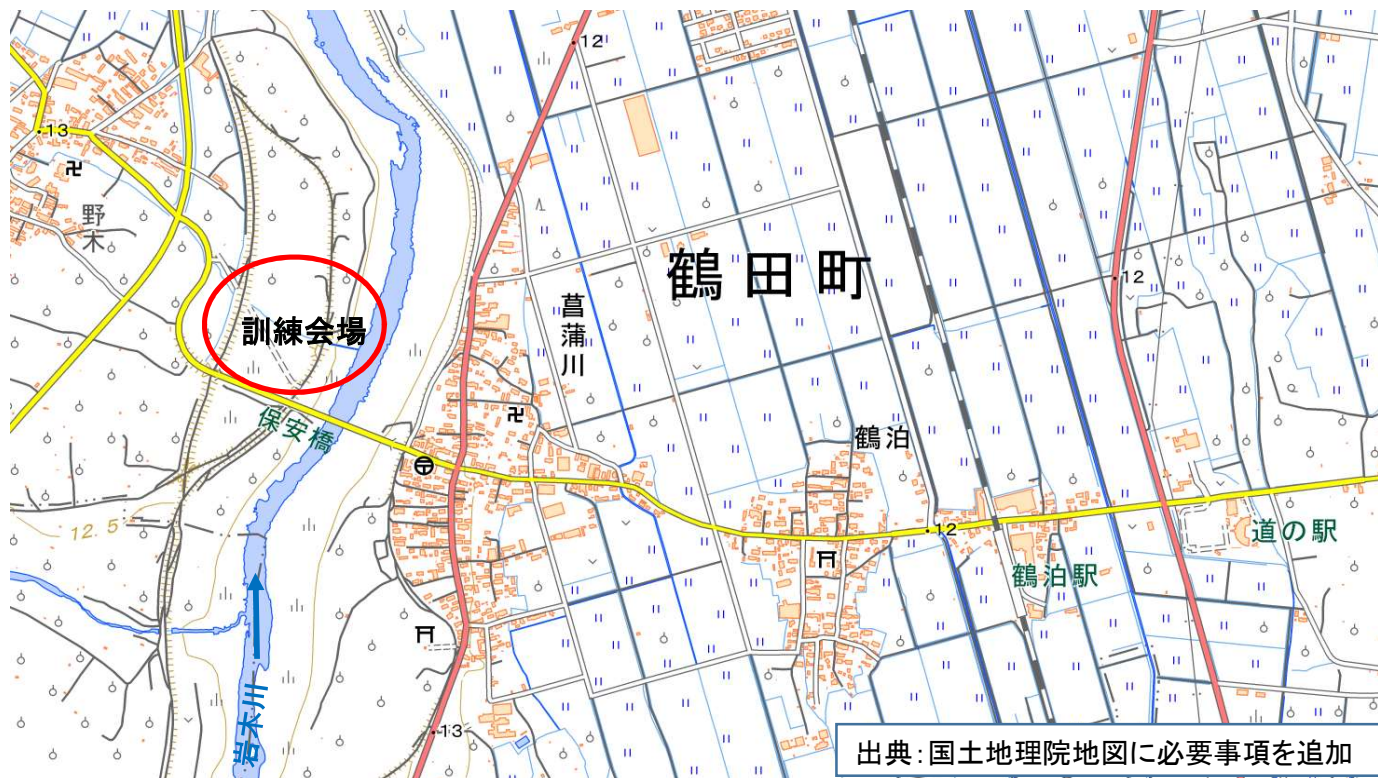 12
13
野木
鶴田町
12
菖蒲川
訓練会場
保安橋
鶴泊
12
道の駅
12.5
鶴泊駅
岩木川
13
出典：国土地理院地図に必要事項を追加